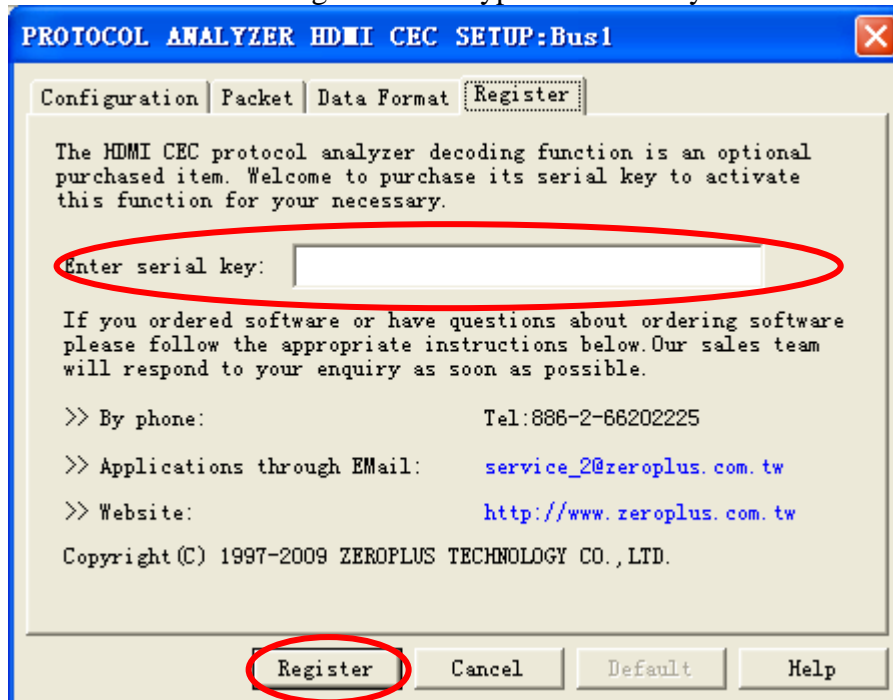 PROTOCOL ANALYZER HDMI CEC SETUP:Bus1
Configuration Packet Data Format Register
The HDMI CEC protocol analyzer decoding function is an optional
purchased item. Welcome to purchase its serial key to activate
this function for your necessary.
Enter serial key:
If you ordered software or have questions about ordering software
please follow the appropriate instructions below.Our sales team
will respond to your enquiry as soon as possible.
>> By phone: Tel:886-2-66202225
>> Applications through EMail: service_2@zeroplus.com.tw
>> Website: http://www.zeroplus.com.tw
Copyright(C) 1997-2009 ZEROPLUS TECHNOLOGY CO.,LTD.
Register Cancel Default Help